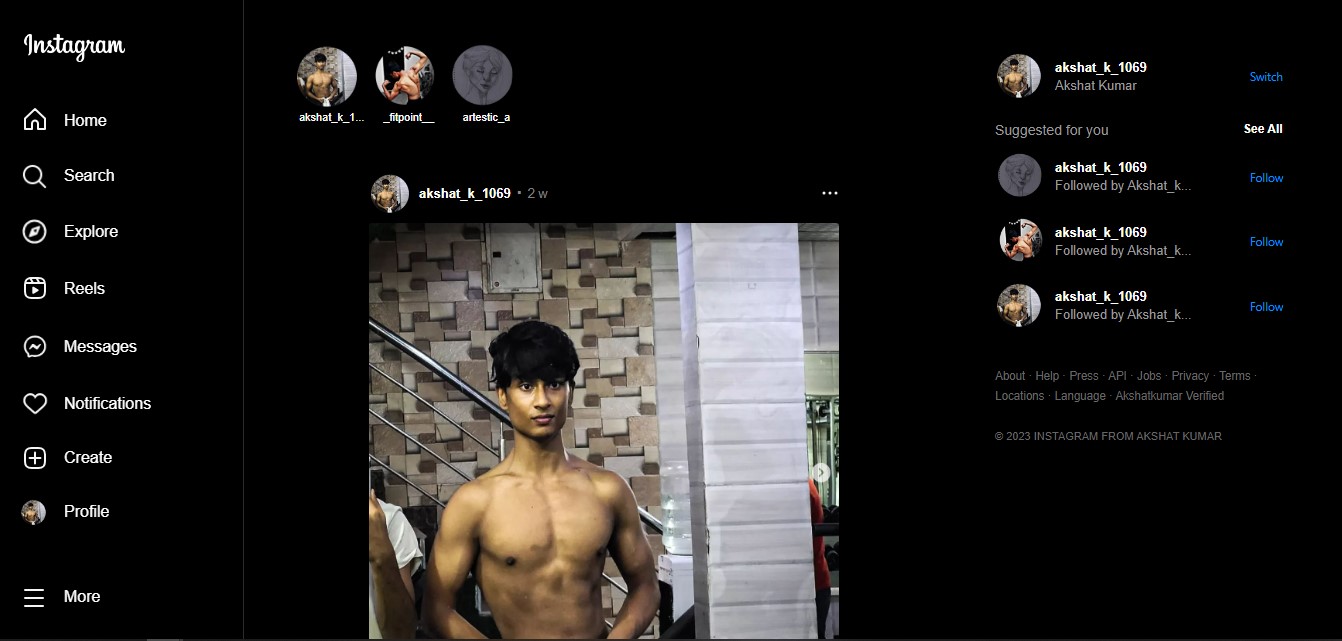 Instagram
Home
Search
Explore
Reels
Messages
Notifications
Create
Profile
More
akshat_k_1... _fitpoint__ artestic_a
akshat_k_1069 • 2 w
akshat_k_1069
Akshat Kumar
Switch
Suggested for you
See All
akshat_k_1069
Followed by Akshat_k...
Follow
akshat_k_1069
Followed by Akshat_k...
Follow
akshat_k_1069
Followed by Akshat_k...
Follow
About · Help · Press · API · Jobs · Privacy · Terms ·
Locations · Language · Akshatkumar Verified
© 2023 INSTAGRAM FROM AKSHAT KUMAR